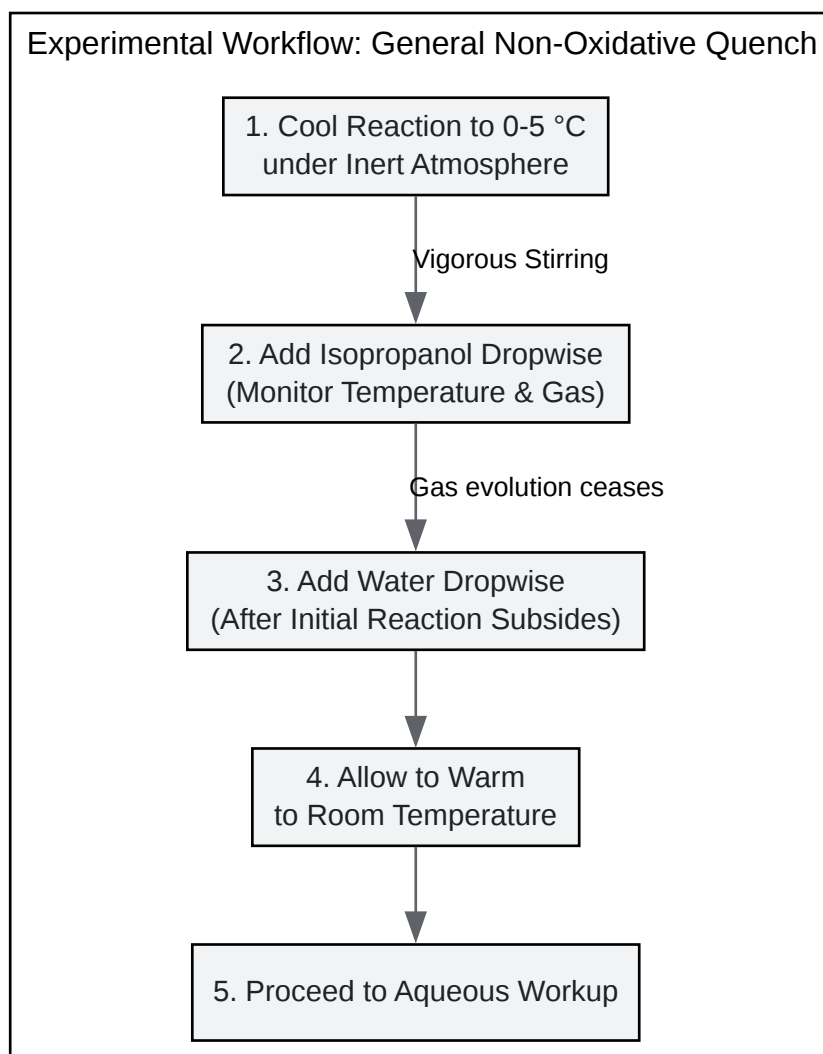 Experimental Workflow: General Non-Oxidative Quench
1. Cool Reaction to 0-5 °C
under Inert Atmosphere
Vigorous Stirring
2. Add Isopropanol Dropwise
(Monitor Temperature & Gas)
Gas evolution ceases
3. Add Water Dropwise
(After Initial Reaction Subsides)
4. Allow to Warm
to Room Temperature
5. Proceed to Aqueous Workup